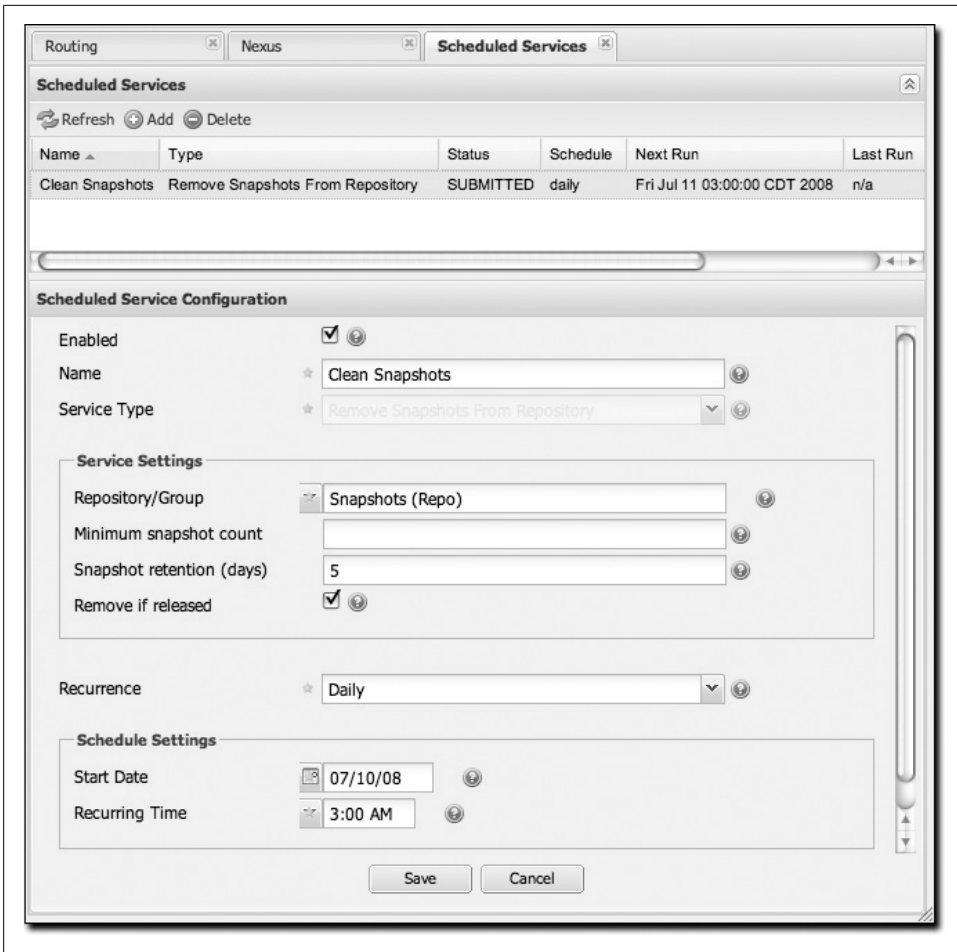 Routing Nexus Scheduled Services
Scheduled Services
Refresh Add Delete
Name Type Status Schedule Next Run Last Run
Clean Snapshots Remove Snapshots From Repository SUBMITTED daily Fri Jul 11 03:00:00 CDT 2008 n/a
Scheduled Service Configuration
Enabled
Name Clean Snapshots
Service Type Remove Snapshots From Repository
Service Settings
Repository/Group Snapshots (Repo)
Minimum snapshot count
Snapshot retention (days) 5
Remove if released
Recurrence Daily
Schedule Settings
Start Date 07/10/08
Recurring Time 3:00 AM
Save Cancel